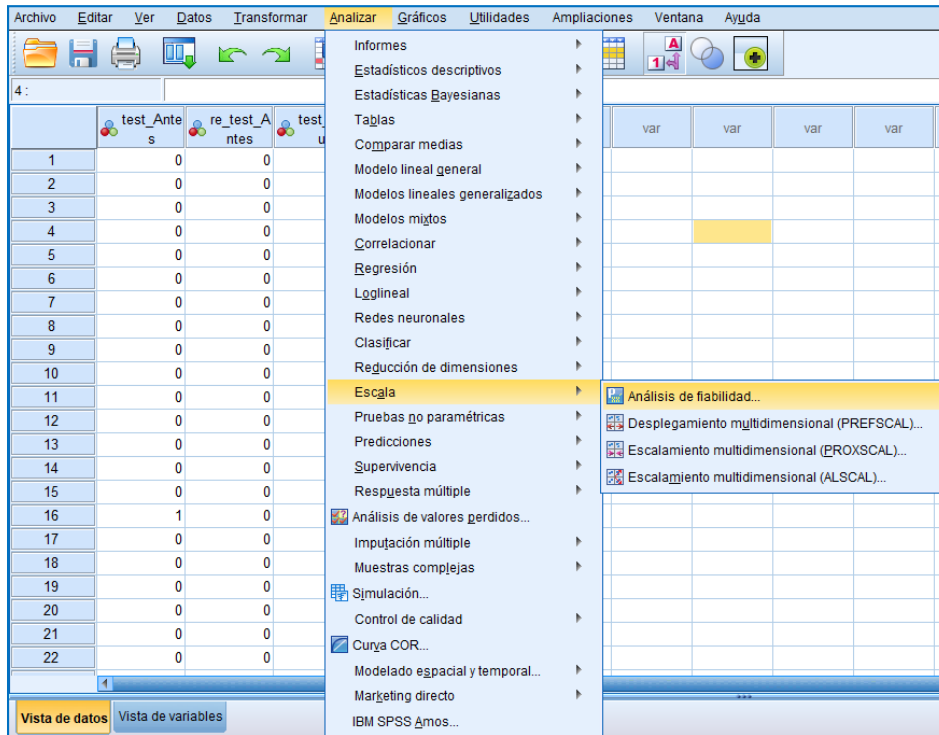 Archivo Editar Ver Datos Transformar Analizar Gráficos Utilidades Ampliaciones Ventana Ayuda
A
1
4 :
test_Ante
s
re_test_A
ntes
test
u
var var var var
1 0 0
2 0 0
3 0 0
4 0 0
5 0 0
6 0 0
7 0 0
8 0 0
9 0 0
10 0 0
11 0 0
12 0 0
13 0 0
14 0 0
15 0 0
16 1 0
17 0 0
18 0 0
19 0 0
20 0 0
21 0 0
22 0 0
Informes
Estadísticos descriptivos
Estadísticas Bayesianas
Tablas
Comparar medias
Modelo lineal general
Modelos lineales generalizados
Modelos mixtos
Correlacionar
Regresión
Loglineal
Redes neuronales
Clasificar
Reducción de dimensiones
Escala
Pruebas no paramétricas
Predicciones
Supervivencia
Respuesta múltiple
Análisis de valores perdidos...
Imputación múltiple
Muestras complejas
Simulación...
Control de calidad
Curva COR...
Modelado espacial y temporal...
Marketing directo
IBM SPSS Amos...
Análisis de fiabilidad...
Desplegamiento multidimensional (PREFSCAL)...
Escalamiento multidimensional (PROXSCAL)...
Escalamiento multidimensional (ALSCAL)...
Vista de datos Vista de variables